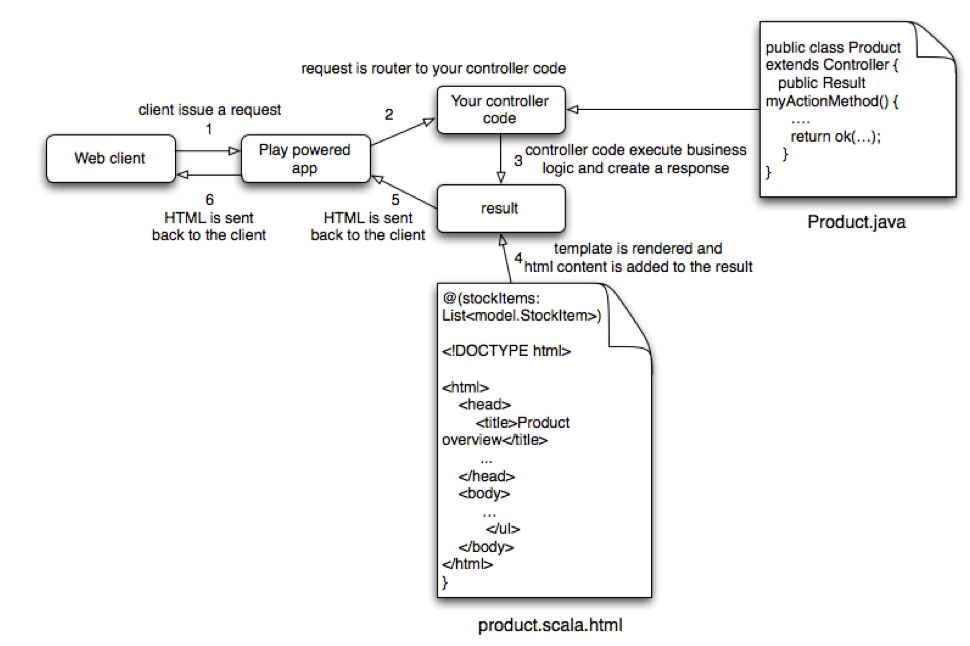 request is router to your controller code
client issue a request
1
2
Web client
Play powered
app
Your controller
code
3
controller code execute business
logic and create a response
6
HTML is sent
back to the client
5
HTML is sent
back to the client
result
4
template is rendered and
html content is added to the result
public class Product
extends Controller {
public Result
myActionMethod() {
....
return ok(...);
}
}
Product.java
@(stockItems:
List<model.StockItem>)
<!DOCTYPE html>
<html>
<head>
<title>Product
overview</title>
...
</head>
<body>
...
</ul>
</body>
</html>
}
product.scala.html